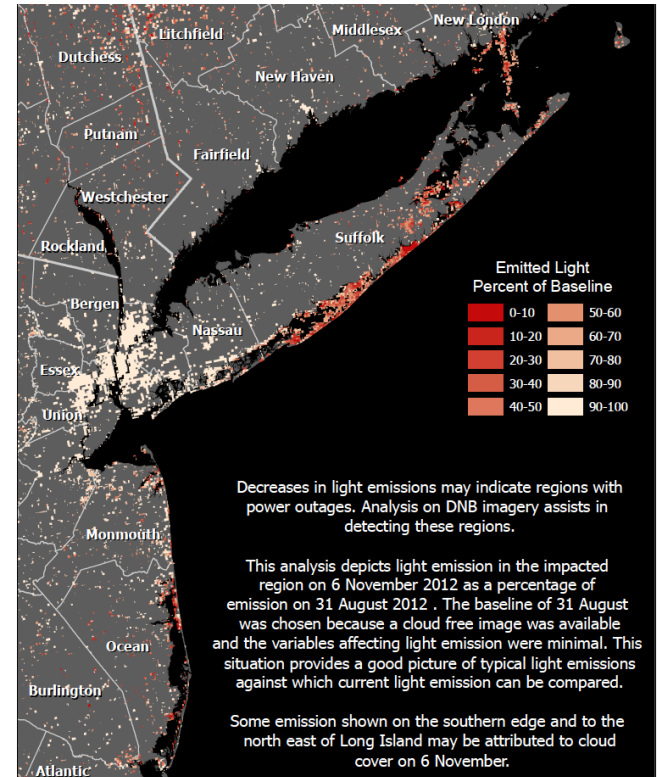 New London
Middlesex
Litchfield
Dutchess
New Haven
Putnam
Fairfield
Westchester
Suffolk
Rockland
Emitted Light
Percent of Baseline
0-10 50-60
10-20 60-70
20-30 70-80
30-40 80-90
40-50 90-100
Bergen
Nassau
Essex
Union
Decreases in light emissions may indicate regions with
power outages. Analysis on DNB imagery assists in
detecting these regions.
Monmouth
This analysis depicts light emission in the impacted
region on 6 November 2012 as a percentage of
emission on 31 August 2012 . The baseline of 31 August
was chosen because a cloud free image was available
and the variables affecting light emission were minimal. This
situation provides a good picture of typical light emissions
against which current light emission can be compared.
Ocean
Burlington
Some emission shown on the southern edge and to the
north east of Long Island may be attributed to cloud
cover on 6 November.
Atlantic